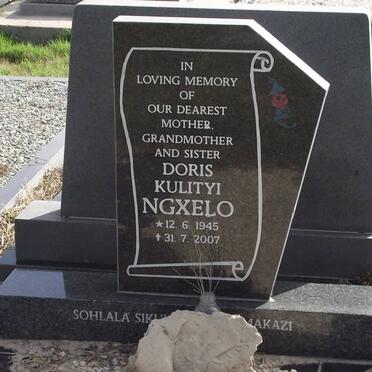 IN
LOVING MEMORY
OF
OUR DEAREST
MOTHER,
GRANDMOTHER
AND SISTER
DORIS
KULITYI
NGXELO
* 12. 6. 1945
✝ 31. 7. 2007
SOHLALA